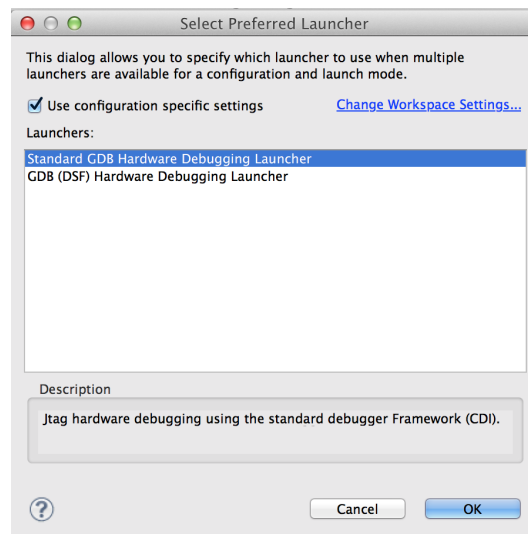 Select Preferred Launcher
This dialog allows you to specify which launcher to use when multiple
launchers are available for a configuration and launch mode.
Use configuration specific settings
Change Workspace Settings...
Launchers:
Standard GDB Hardware Debugging Launcher
GDB (DSF) Hardware Debugging Launcher
Description
Jtag hardware debugging using the standard debugger Framework (CDI).
?
Cancel
OK